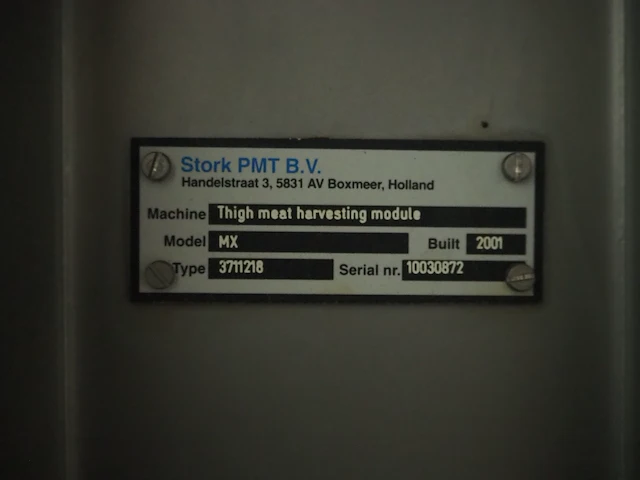 Stork PMT B.V.
Handelstraat 3, 5831 AV Boxmeer, Holland
Machine Thigh meat harvesting module
Model MX Built 2001
Type 3711218 Serial nr. 10030872